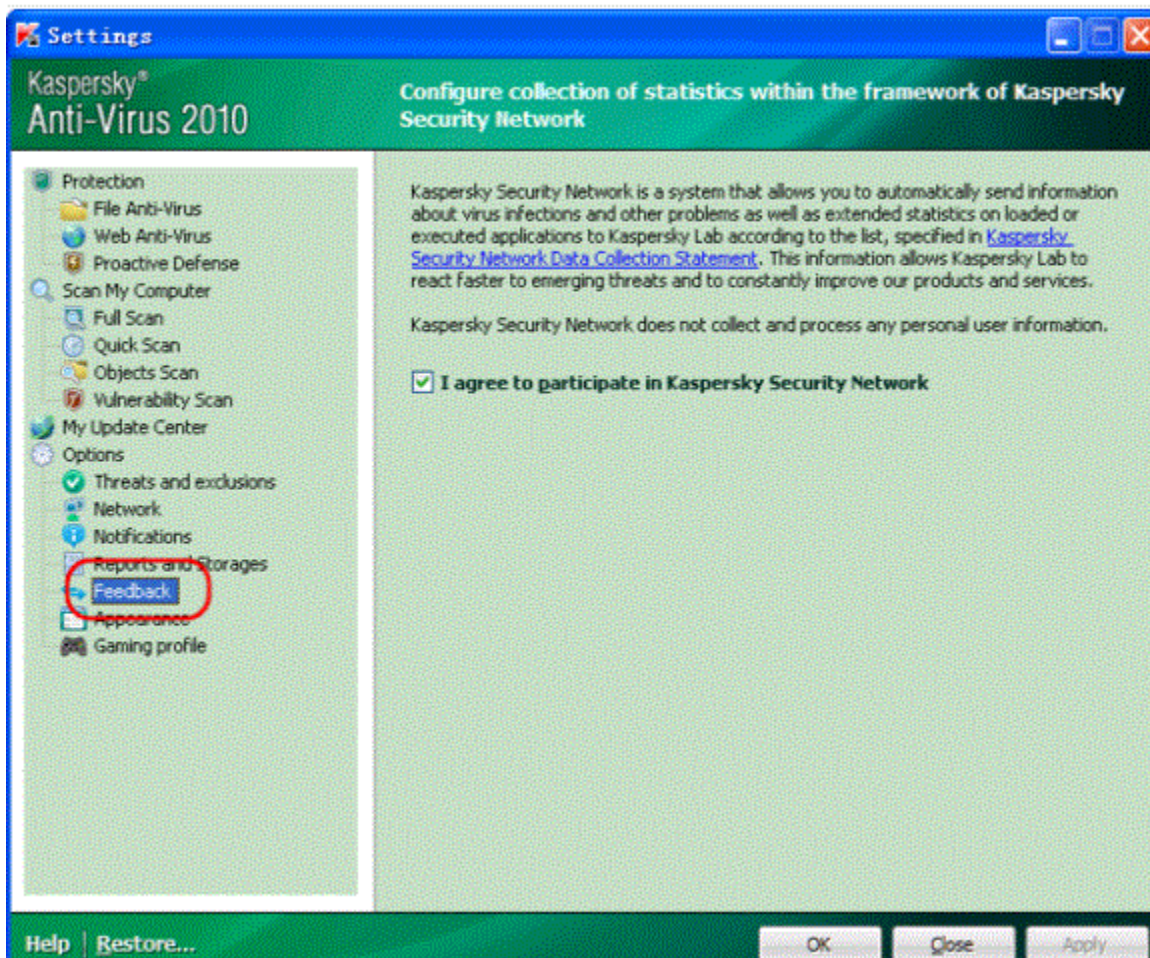 Settings
Kaspersky®
Anti-Virus 2010
Configure collection of statistics within the framework of Kaspersky
Security Network
Protection
File Anti-Virus
Web Anti-Virus
Proactive Defense
Scan My Computer
Full Scan
Quick Scan
Objects Scan
Vulnerability Scan
My Update Center
Options
Threats and exclusions
Network
Notifications
Reports and Storages
Feedback
Appearance
Gaming profile
Kaspersky Security Network is a system that allows you to automatically send information
about virus infections and other problems as well as extended statistics on loaded or
executed applications to Kaspersky Lab according to the list, specified in Kaspersky
Security Network Data Collection Statement. This information allows Kaspersky Lab to
react faster to emerging threats and to constantly improve our products and services.
Kaspersky Security Network does not collect and process any personal user information.
I agree to participate in Kaspersky Security Network
Help | Restore...
OK
Close
Apply